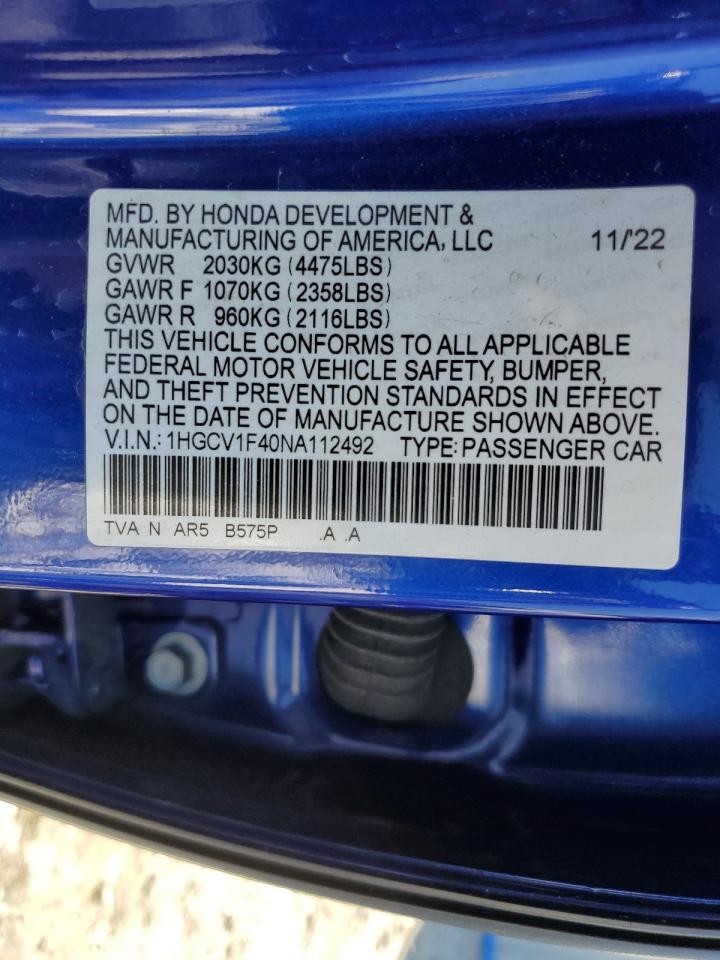 MFD. BY HONDA DEVELOPMENT &
MANUFACTURING OF AMERICA, LLC 11/'22
GVWR 2030KG (4475LBS)
GAWR F 1070KG (2358LBS)
GAWR R 960KG (2116LBS)
THIS VEHICLE CONFORMS TO ALL APPLICABLE
FEDERAL MOTOR VEHICLE SAFETY, BUMPER,
AND THEFT PREVENTION STANDARDS IN EFFECT
ON THE DATE OF MANUFACTURE SHOWN ABOVE.
V.I.N.: 1HGCV1F40NA112492 TYPE: PASSENGER CAR
TVA N AR5 B575P .A .A